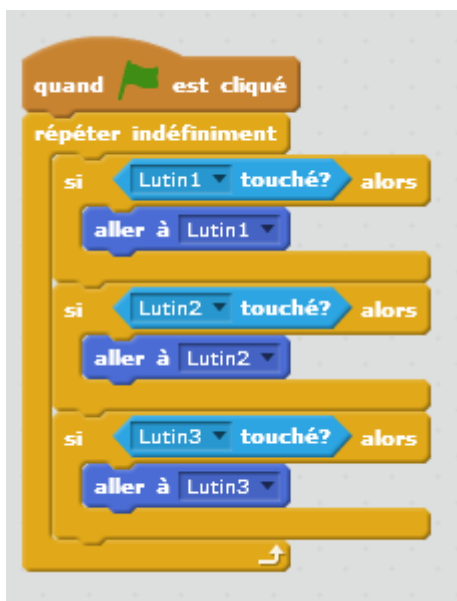 quand est cliqué
répéter indéfiniment
si Lutin1 touché? alors
aller à Lutin1
si Lutin2 touché? alors
aller à Lutin2
si Lutin3 touché? alors
aller à Lutin3